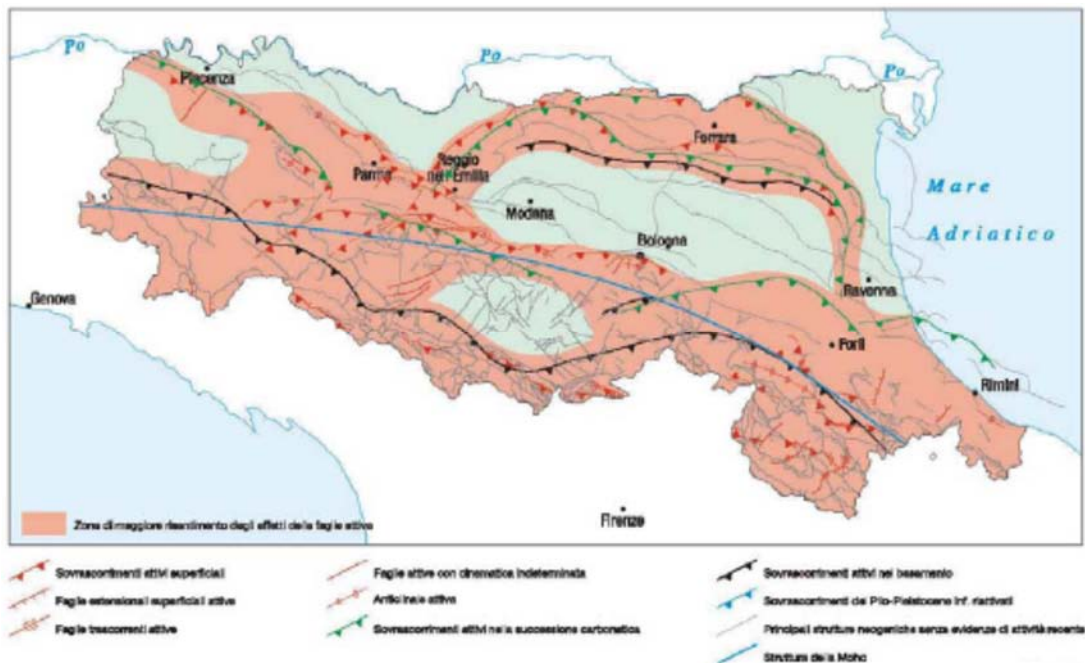 Po
Po
Po
Piacenza
Ferrara
Parma
Reggio
nell'Emilia
Modena
Mare
Adriatico
Bologna
Ravenna
Genova
Forlì
Rimini
Firenze
Zone di maggiore risentimento degli effetti delle faglie attive
Sovrascorrimenti attivi superficiali
Faglie estensionali superficiali attive
Faglie trascorrenti attive
Faglie attive con cinematica indeterminata
Anticlinale attiva
Sovrascorrimenti attivi nella successione carbonatica
Sovrascorrimenti attivi nel basamento
Sovrascorrimenti del Plio-Pleistocene inf. riattivati
Principali strutture neogeniche senza evidenze di attività recente
Struttura della Moho